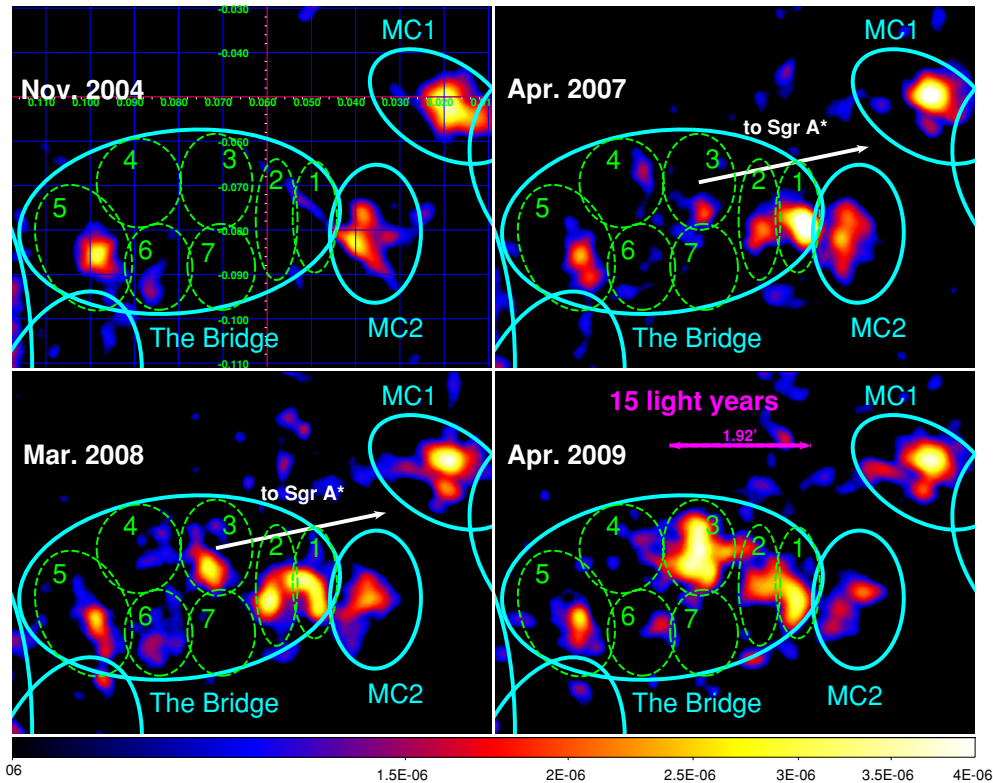 -0.030
MC1
-0.040
Nov. 2004
0.110 0.100 0.090 0.080 0.070 0.060 0.050 0.040 0.030 0.020
-0.060
4 3
-0.070
2 1
5
-0.080
6 7
-0.090
-0.100
The Bridge
MC2
-0.110
MC1
Apr. 2007
to Sgr A*
4 3
2 1
5
6 7
The Bridge
MC2
MC1
Mar. 2008
to Sgr A*
4 3
2 1
5
6 7
The Bridge
MC2
15 light years
MC1
1.92'
Apr. 2009
4 3
2 1
5
6 7
The Bridge
MC2
06 1.5E-06 2E-06 2.5E-06 3E-06 3.5E-06 4E-06